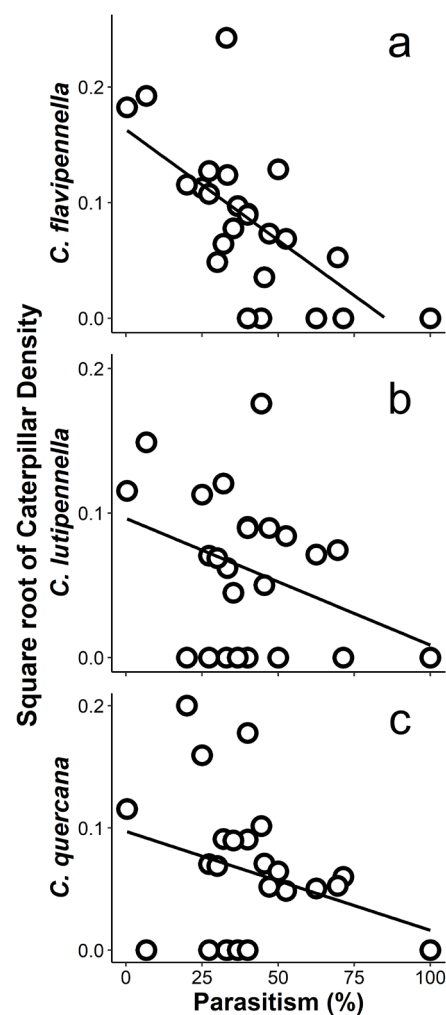 Square root of Caterpillar Density
C. flavipennella
a
0.2
0.1
0.0
C. lutipennella
b
0.2
0.1
0.0
C. quercana
c
0.2
0.1
0.0
0 25 50 75 100
Parasitism (%)